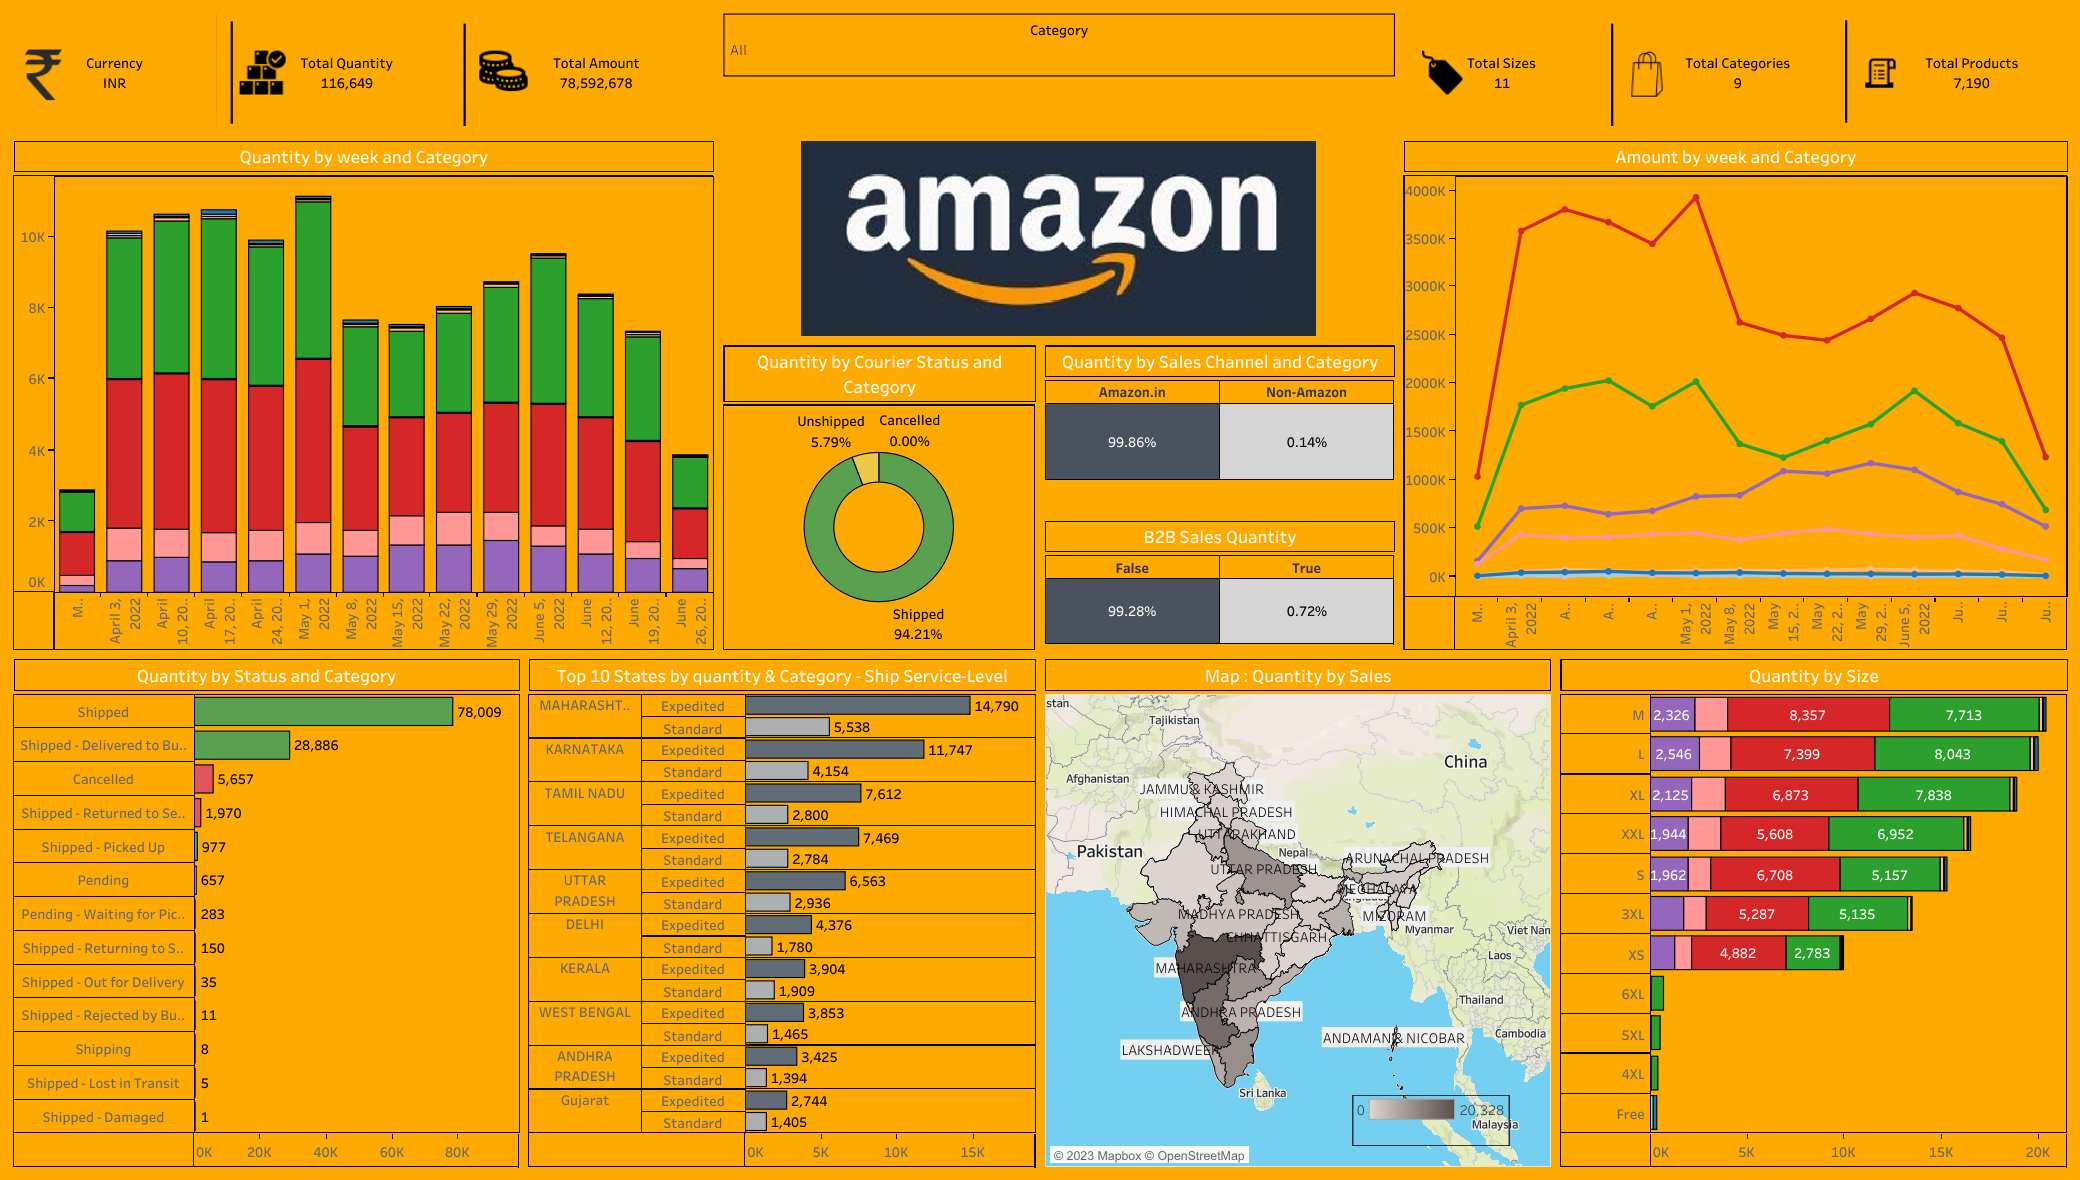 Currency
INR
Total Quantity
116,649
Total Amount
78,592,678
Category
All
Total Sizes
11
Total Categories
9
Total Products
7,190
Quantity by week and Category
10K
8K
6K
4K
2K
0K
M..
April 3,
2022
April
10, 20..
April
17, 20..
April
24, 20..
May 1,
2022
May 8,
2022
May 15,
2022
May 22,
2022
May 29,
2022
June 5,
2022
June
12, 20..
June
19, 20..
June
26, 20..
amazon
Quantity by Courier Status and
Category
Unshipped
5.79%
Cancelled
0.00%
Shipped
94.21%
Quantity by Sales Channel and Category
Amazon.in Non-Amazon
99.86% 0.14%
B2B Sales Quantity
False True
99.28% 0.72%
Amount by week and Category
4000K
3500K
3000K
2500K
2000K
1500K
1000K
500K
0K
M..
April 3,
2022
A..
A..
A..
May 1,
2022
May 8,
2022
May
15, 2..
May
22, 2..
May
29, 2..
June 5,
2022
Ju..
Ju..
Ju..
Quantity by Status and Category
Shipped 78,009
Shipped - Delivered to Bu.. 28,886
Cancelled 5,657
Shipped - Returned to Se.. 1,970
Shipped - Picked Up 977
Pending 657
Pending - Waiting for Pic.. 283
Shipped - Returning to S.. 150
Shipped - Out for Delivery 35
Shipped - Rejected by Bu.. 11
Shipping 8
Shipped - Lost in Transit 5
Shipped - Damaged 1
0K 20K 40K 60K 80K
Top 10 States by quantity & Category - Ship Service-Level
MAHARASHT.. Expedited 14,790
Standard 5,538
KARNATAKA Expedited 11,747
Standard 4,154
TAMIL NADU Expedited 7,612
Standard 2,800
TELANGANA Expedited 7,469
Standard 2,784
UTTAR Expedited 6,563
PRADESH Standard 2,936
DELHI Expedited 4,376
Standard 1,780
KERALA Expedited 3,904
Standard 1,909
WEST BENGAL Expedited 3,853
Standard 1,465
ANDHRA Expedited 3,425
PRADESH Standard 1,394
Gujarat Expedited 2,744
Standard 1,405
0K 5K 10K 15K
Map : Quantity by Sales
stan
Tajikistan
China
Afghanistan
JAMMU & KASHMIR
HIMACHAL PRADESH
UTTARAKHAND
Pakistan
Nepal
ARUNACHAL PRADESH
UTTAR PRADESH
MEGHALAYA
MADHYA PRADESH
MIZORAM
Myanmar
Viet Nan
CHHATTISGARH
Laos
MAHARASHTRA
Thailand
ANDHRA PRADESH
Cambodia
ANDAMAN & NICOBAR
LAKSHADWEEP
Sri Lanka
0 20,328
Malaysia
© 2023 Mapbox © OpenStreetMap
Quantity by Size
M 2,326 8,357 7,713
L 2,546 7,399 8,043
XL 2,125 6,873 7,838
XXL 1,944 5,608 6,952
S 1,962 6,708 5,157
3XL 5,287 5,135
XS 4,882 2,783
6XL
5XL
4XL
Free
0K 5K 10K 15K 20K